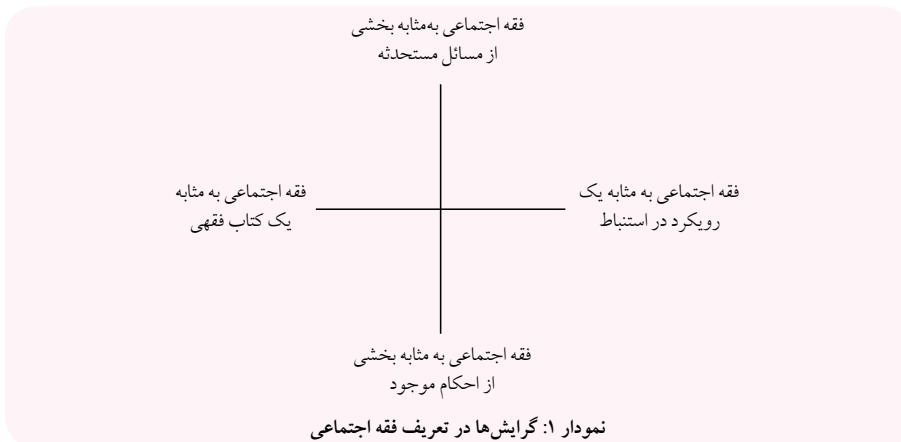 فقه اجتماعی به‌مثابه بخشی
از مسائل مستحدثه
فقه اجتماعی به مثابه یک
رویکرد در استنباط
فقه اجتماعی به مثابه
یک کتاب فقهی
فقه اجتماعی به مثابه بخشی
از احکام موجود
نمودار ۱: گرایش‌ها در تعریف فقه اجتماعی